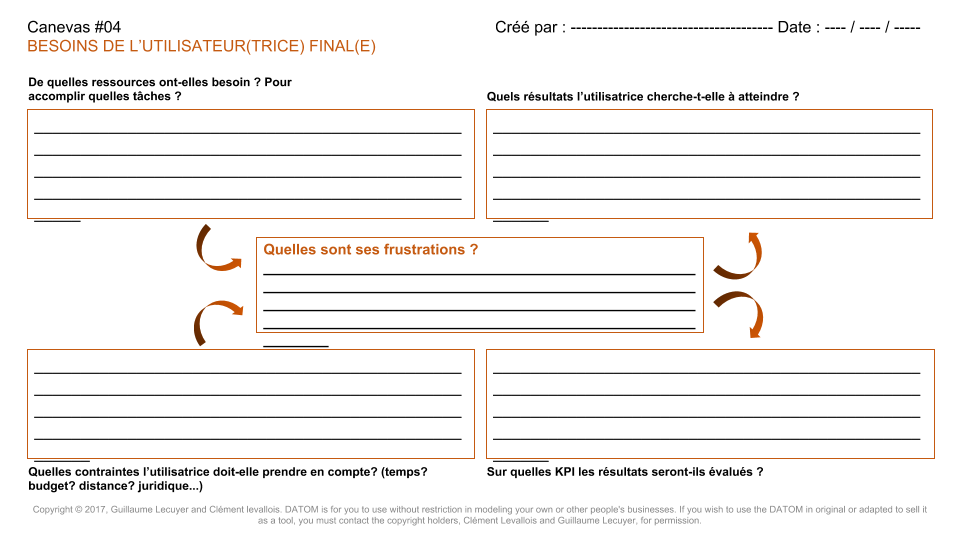 Canevas #04
Créé par : -------------------------------------- Date : ---- / ---- / -----
BESOINS DE L'UTILISATEUR(TRICE) FINAL(E)
De quelles ressources ont-elles besoin ? Pour
accomplir quelles tâches ?
Quels résultats l'utilisatrice cherche-t-elle à atteindre ?
Quelles sont ses frustrations ?
Quelles contraintes l'utilisatrice doit-elle prendre en compte? (temps?
budget? distance? juridique...)
Sur quelles KPI les résultats seront-ils évalués ?
Copyright © 2017, Guillaume Lecuyer and Clément levallois. DATOM is for you to use without restriction in modeling your own or other people's businesses. If you wish to use the DATOM in original or adapted to sell it
as a tool, you must contact the copyright holders, Clément Levallois and Guillaume Lecuyer, for permission.